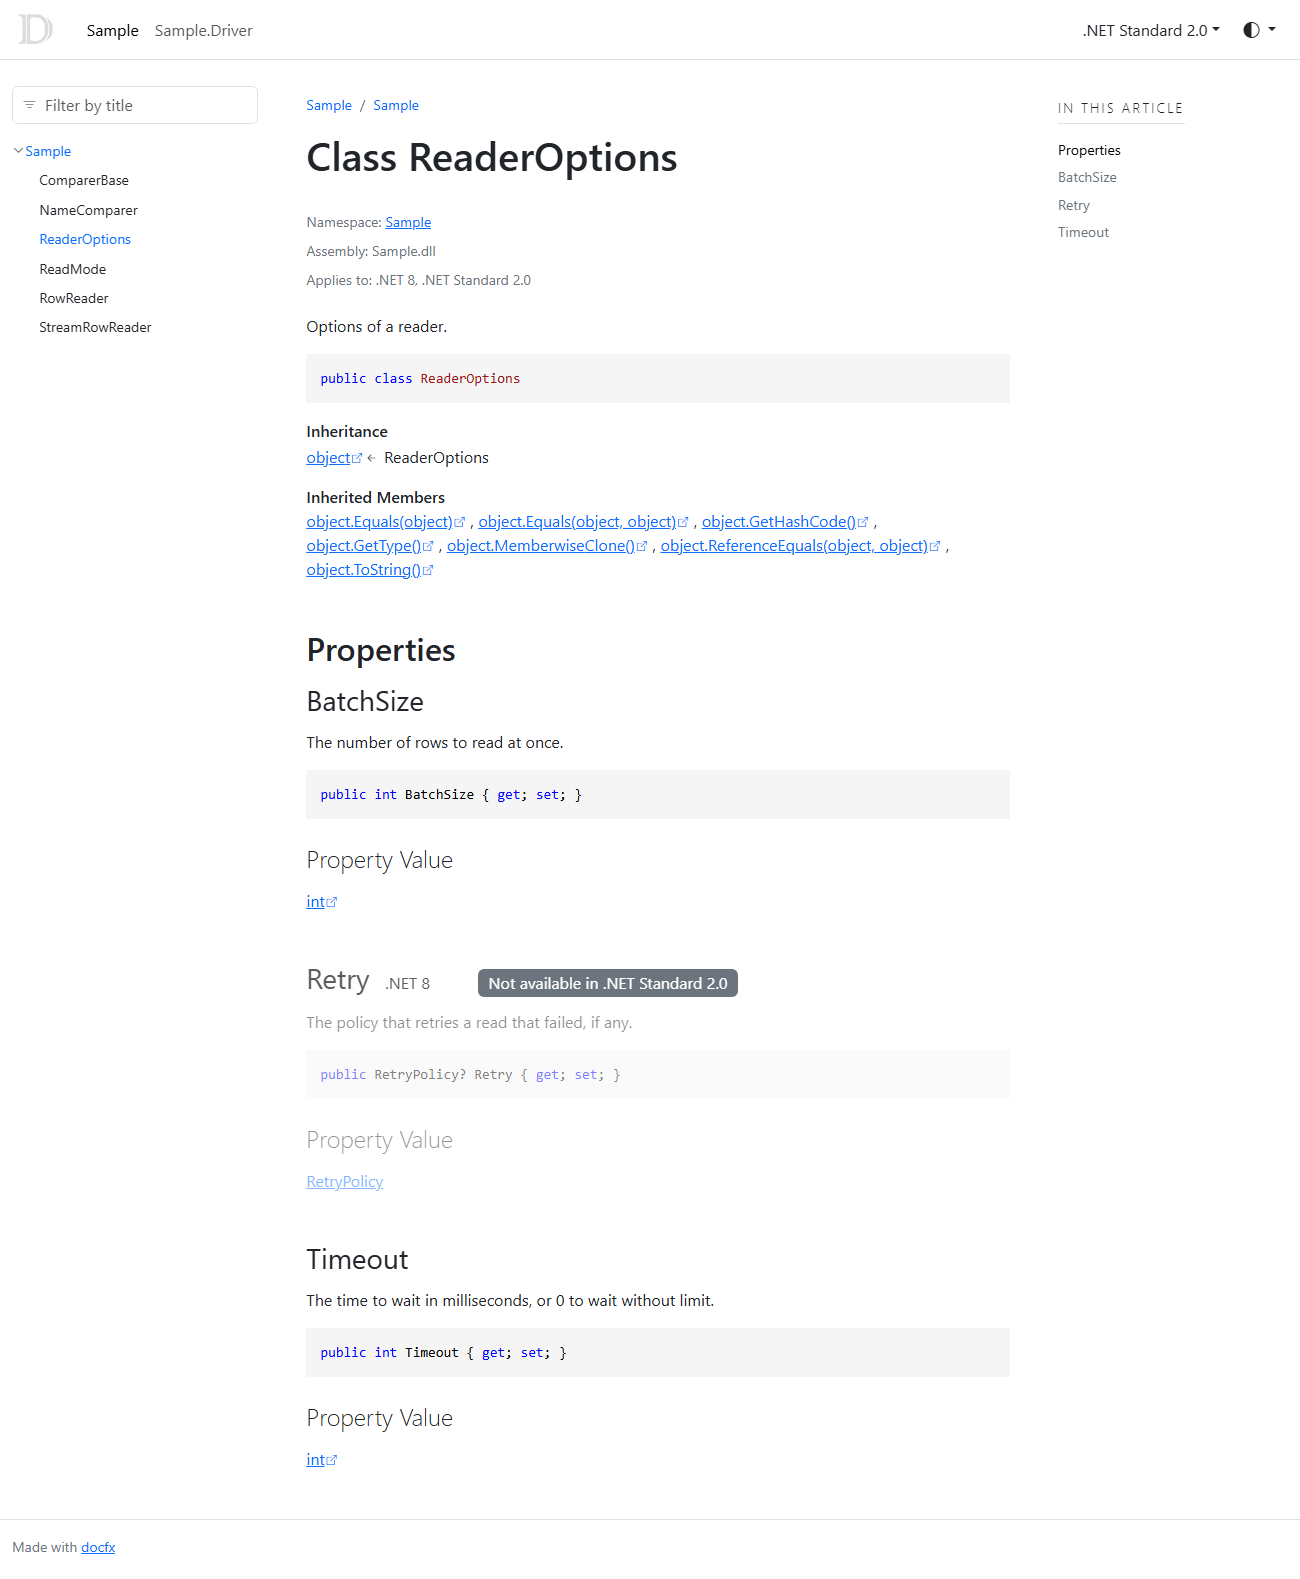 Sample Sample.Driver .NET Standard 2.0
Filter by title
Sample
ComparerBase
NameComparer
ReaderOptions
ReadMode
RowReader
StreamRowReader
Sample / Sample
Class ReaderOptions
Namespace: Sample
Assembly: Sample.dll
Applies to: .NET 8, .NET Standard 2.0
Options of a reader.
public class ReaderOptions
Inheritance
object ← ReaderOptions
Inherited Members
object.Equals(object) , object.Equals(object, object) , object.GetHashCode() ,
object.GetType() , object.MemberwiseClone() , object.ReferenceEquals(object, object) ,
object.ToString()
Properties
BatchSize
The number of rows to read at once.
public int BatchSize { get; set; }
Property Value
int
Retry .NET 8 Not available in .NET Standard 2.0
The policy that retries a read that failed, if any.
public RetryPolicy? Retry { get; set; }
Property Value
RetryPolicy
Timeout
The time to wait in milliseconds, or 0 to wait without limit.
public int Timeout { get; set; }
Property Value
int
IN THIS ARTICLE
Properties
BatchSize
Retry
Timeout
Made with docfx